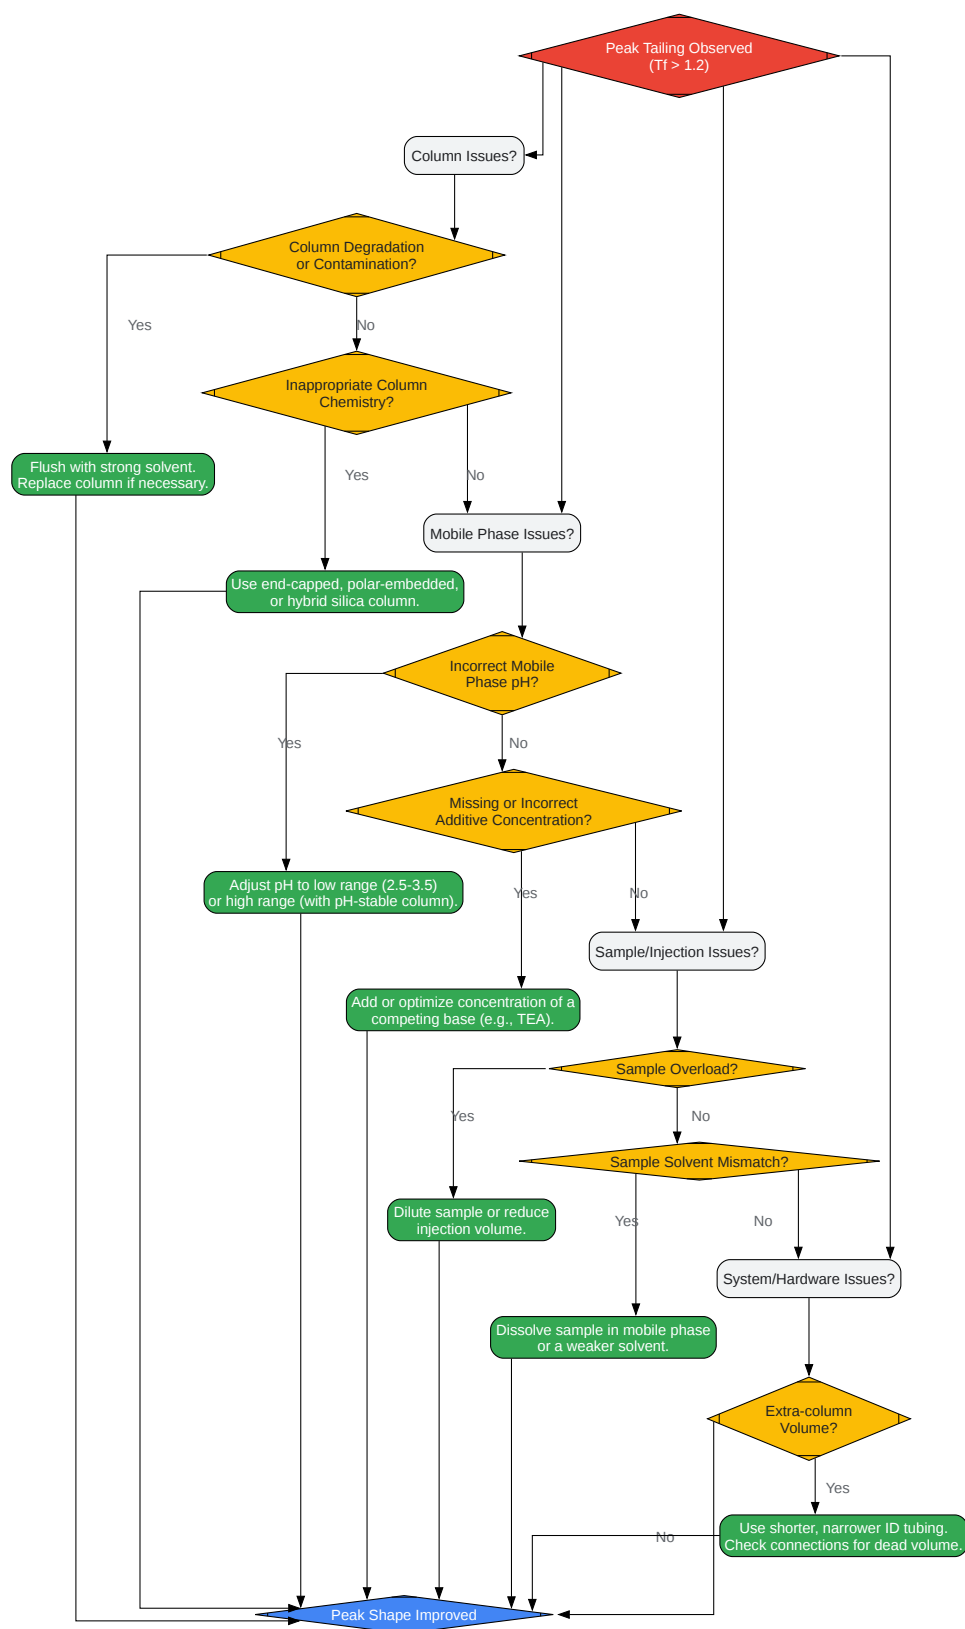 Peak Tailing Observed
(Tf > 1.2)
Column Issues?
Column Degradation
or Contamination?
Yes
No
Inappropriate Column
Chemistry?
Flush with strong solvent.
Replace column if necessary.
Yes
No
Mobile Phase Issues?
Use end-capped, polar-embedded,
or hybrid silica column.
Incorrect Mobile
Phase pH?
Yes
No
Missing or Incorrect
Additive Concentration?
Adjust pH to low range (2.5-3.5)
or high range (with pH-stable column).
Yes
No
Sample/Injection Issues?
Add or optimize concentration of a
competing base (e.g., TEA).
Sample Overload?
Yes
No
Sample Solvent Mismatch?
Dilute sample or reduce
injection volume.
Yes
No
System/Hardware Issues?
Dissolve sample in mobile phase
or a weaker solvent.
Extra-column
Volume?
Yes
Use shorter, narrower ID tubing.
Check connections for dead volume.
No
Peak Shape Improved